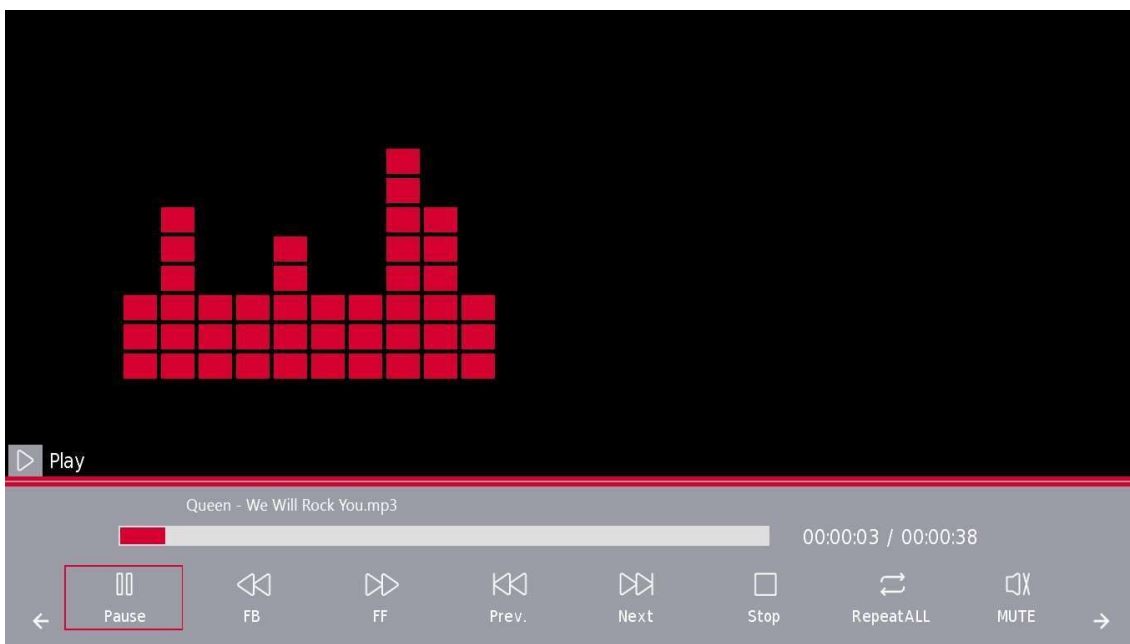 Play
Queen - We Will Rock You.mp3
00:00:03 / 00:00:38
Pause FB FF Prev. Next Stop RepeatALL MUTE